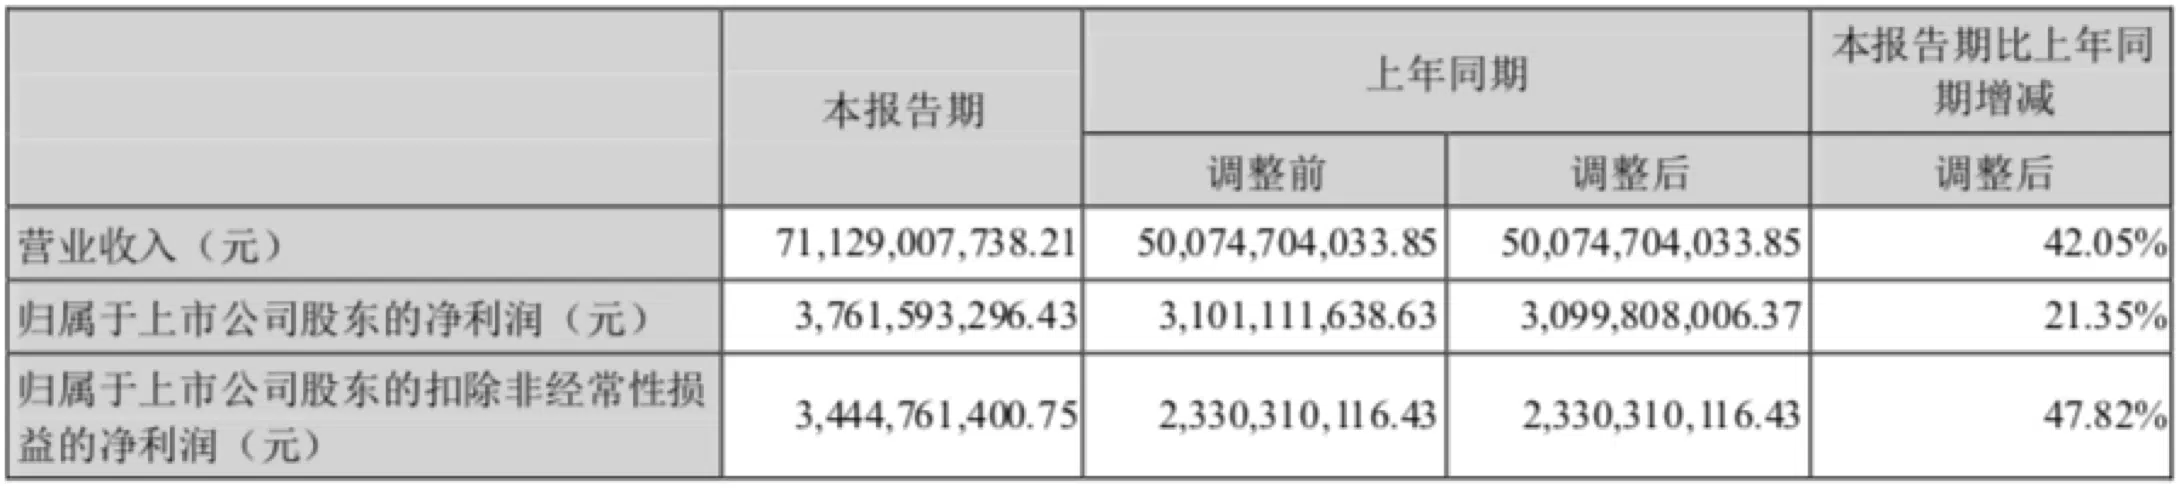 本报告期 上年同期 本报告期比上年同
期增减
调整前 调整后 调整后
营业收入（元） 71,129,007,738.21 50,074,704,033.85 50,074,704,033.85 42.05%
归属于上市公司股东的净利润（元） 3,761,593,296.43 3,101,111,638.63 3,099,808,006.37 21.35%
归属于上市公司股东的扣除非经常性损
益的净利润（元） 3,444,761,400.75 2,330,310,116.43 2,330,310,116.43 47.82%